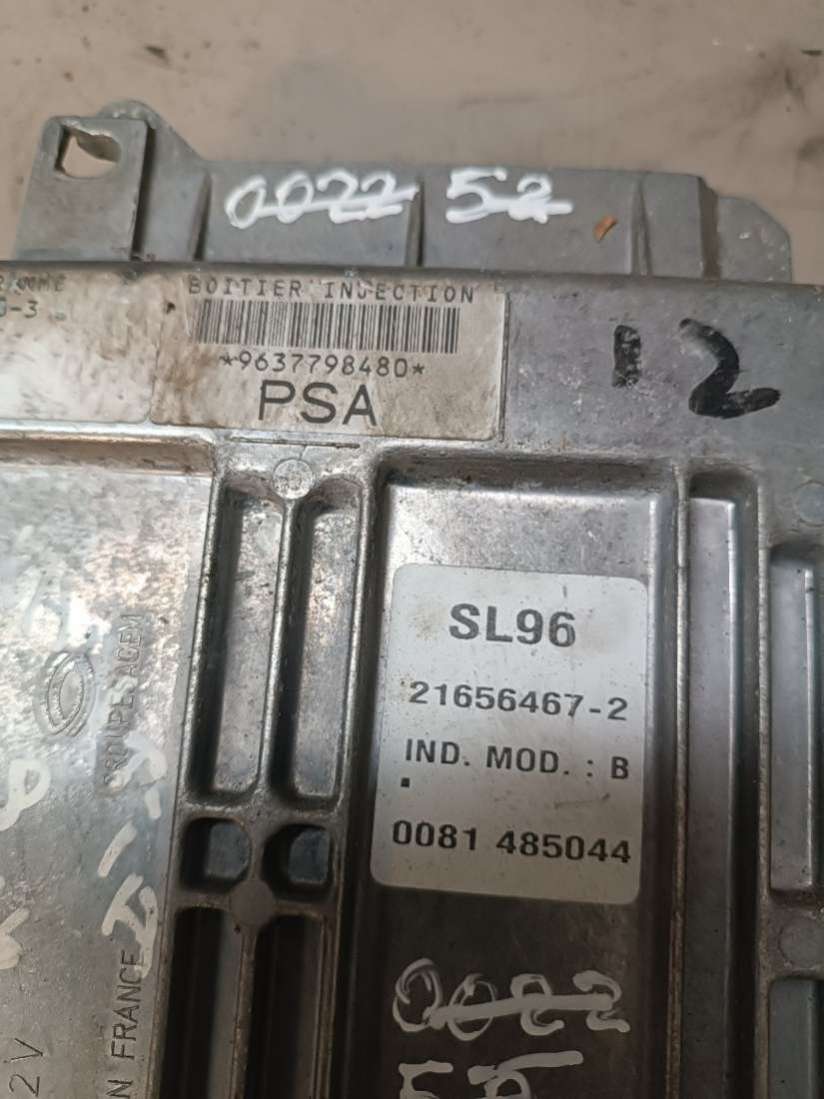 0022 52
BOITIER INJECTION
*9637798480*
PSA
12
SL96
21656467-2
IND. MOD. : B
0081 485044
GROUPE SAGEM
0022
FRANCE